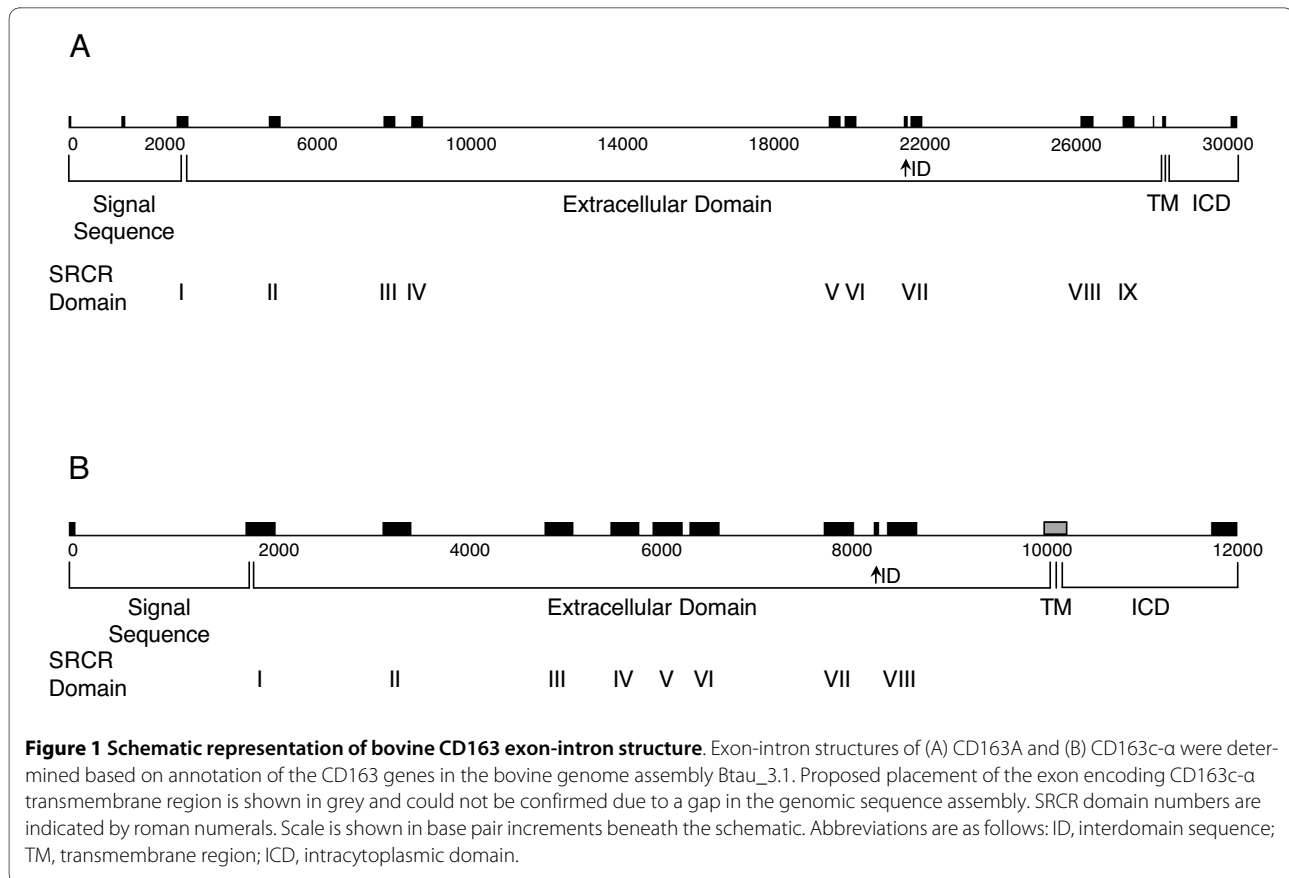 A
0 2000 6000 10000 14000 18000 22000 26000 30000
↑ID
Signal Sequence Extracellular Domain TM ICD
SRCR Domain I II III IV V VI VII VIII IX
B
0 2000 4000 6000 8000 10000 12000
↑ID
Signal Sequence Extracellular Domain TM ICD
SRCR Domain I II III IV V VI VII VIII
Figure 1 Schematic representation of bovine CD163 exon-intron structure. Exon-intron structures of (A) CD163A and (B) CD163c-α were deter-
mined based on annotation of the CD163 genes in the bovine genome assembly Btau_3.1. Proposed placement of the exon encoding CD163c-α
transmembrane region is shown in grey and could not be confirmed due to a gap in the genomic sequence assembly. SRCR domain numbers are
indicated by roman numerals. Scale is shown in base pair increments beneath the schematic. Abbreviations are as follows: ID, interdomain sequence;
TM, transmembrane region; ICD, intracytoplasmic domain.